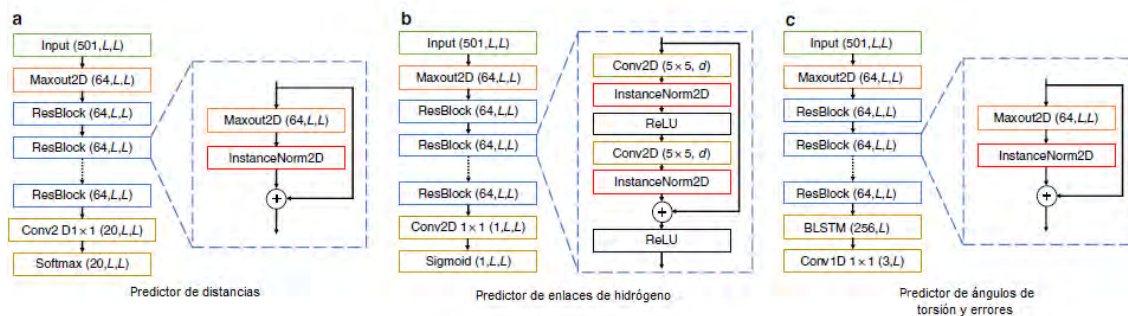 a
Input (501,L,L)
Maxout2D (64,L,L)
ResBlock (64,L,L)
ResBlock (64,L,L)
ResBlock (64,L,L)
Conv2 D1×1 (20,L,L)
Softmax (20,L,L)
Maxout2D (64,L,L)
InstanceNorm2D
+
Predictor de distancias
b
Input (501,L,L)
Maxout2D (64,L,L)
ResBlock (64,L,L)
ResBlock (64,L,L)
ResBlock (64,L,L)
Conv2D 1×1 (1,L,L)
Sigmoid (1,L,L)
Conv2D (5×5, d)
InstanceNorm2D
ReLU
Conv2D (5×5, d)
InstanceNorm2D
+
ReLU
Predictor de enlaces de hidrógeno
c
Input (501,L,L)
Maxout2D (64,L,L)
ResBlock (64,L,L)
ResBlock (64,L,L)
ResBlock (64,L,L)
BLSTM (256,L)
Conv1D 1×1 (3,L)
Maxout2D (64,L,L)
InstanceNorm2D
+
Predictor de ángulos de
torsión y errores